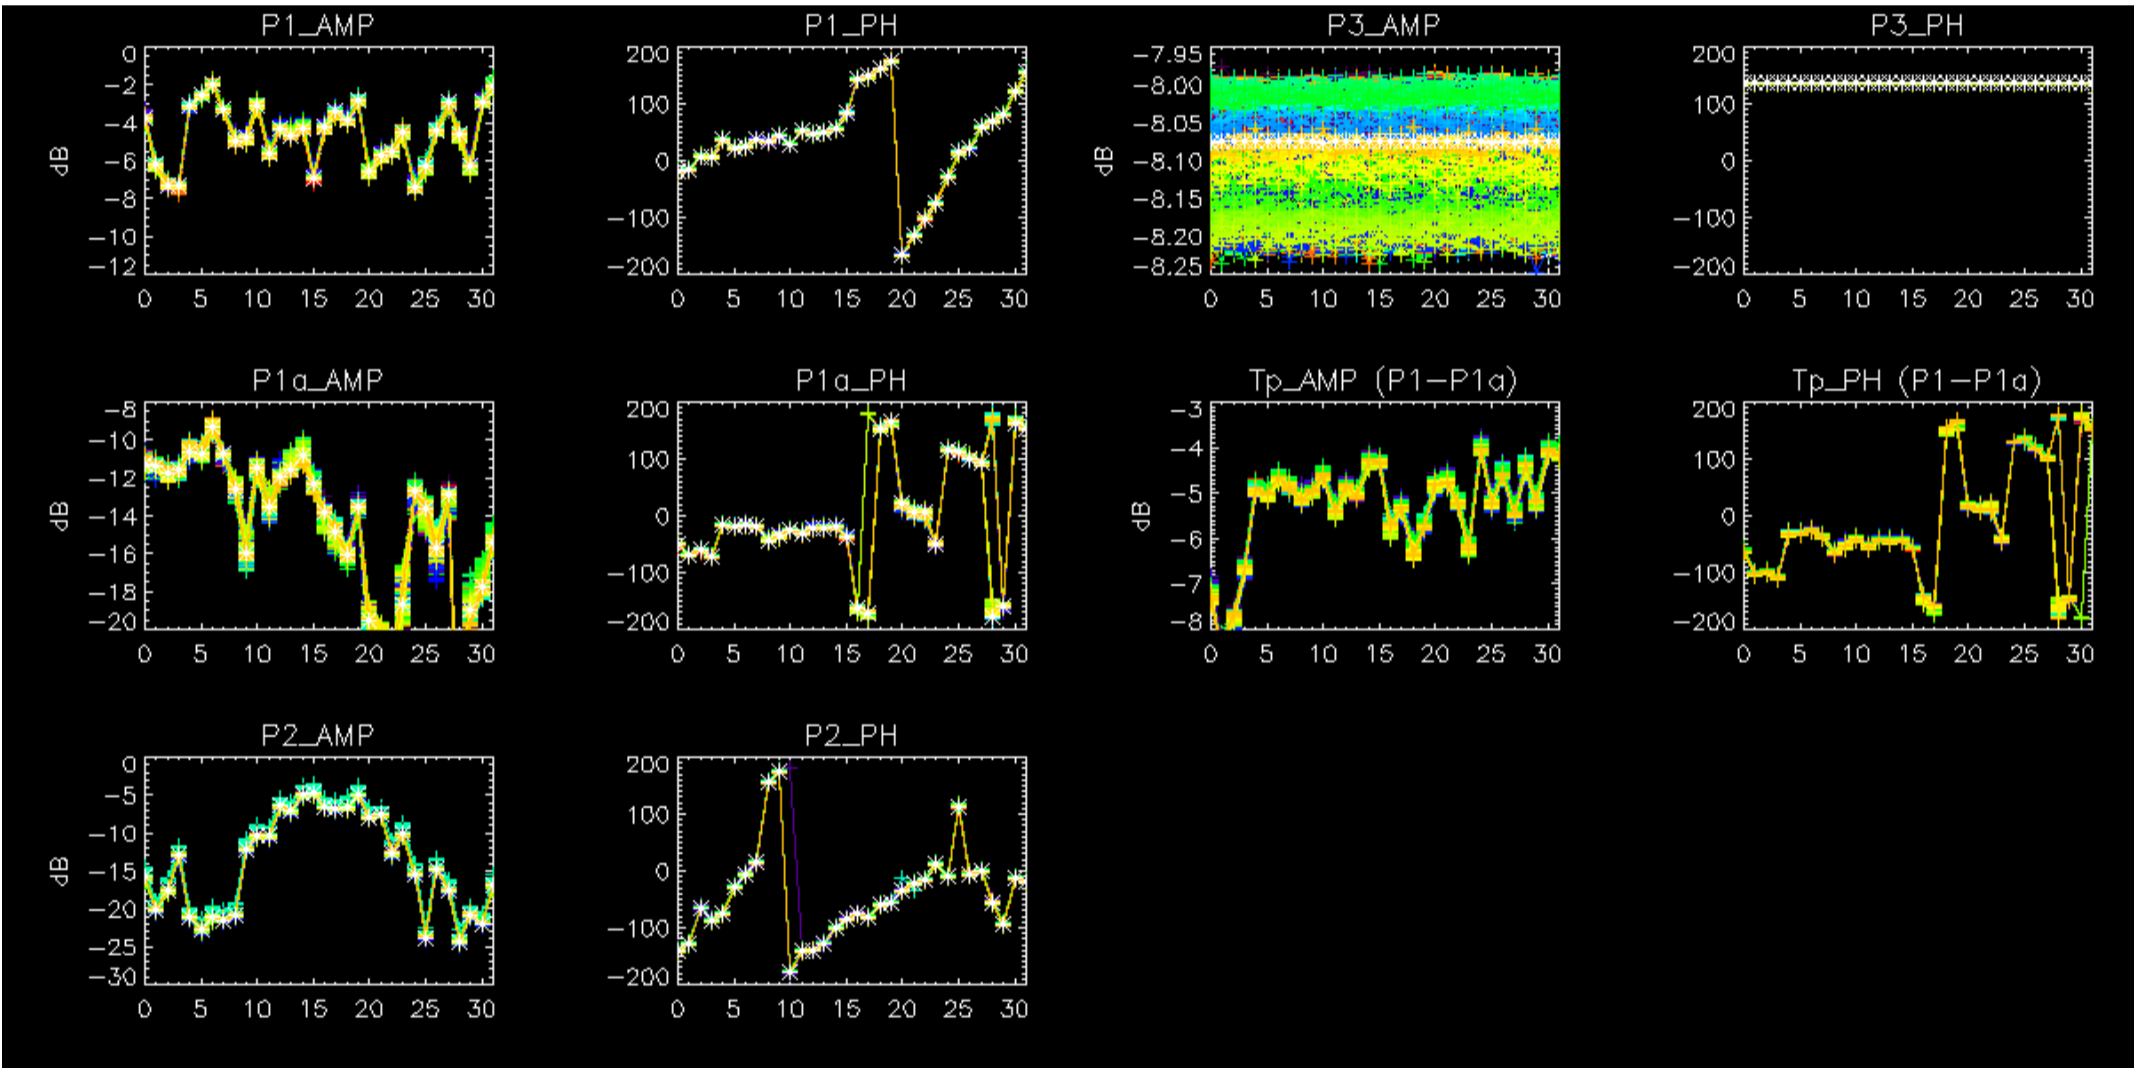 P1_AMP
dB
0
-2
-4
-6
-8
-10
-12
0 5 10 15 20 25 30
P1_PH
200
100
0
-100
-200
0 5 10 15 20 25 30
P3_AMP
dB
-7.95
-8.00
-8.05
-8.10
-8.15
-8.20
-8.25
0 5 10 15 20 25 30
P3_PH
200
100
0
-100
-200
0 5 10 15 20 25 30
P1a_AMP
dB
-8
-10
-12
-14
-16
-18
-20
0 5 10 15 20 25 30
P1a_PH
200
100
0
-100
-200
0 5 10 15 20 25 30
Tp_AMP (P1-P1a)
dB
-3
-4
-5
-6
-7
-8
0 5 10 15 20 25 30
Tp_PH (P1-P1a)
200
100
0
-100
-200
0 5 10 15 20 25 30
P2_AMP
dB
0
-5
-10
-15
-20
-25
-30
0 5 10 15 20 25 30
P2_PH
200
100
0
-100
-200
0 5 10 15 20 25 30